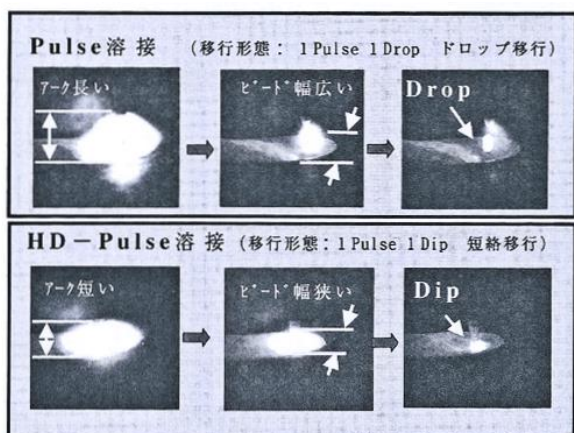 Pulse溶接 (移行形態: 1Pulse 1Drop ドロップ移行)
アーク長い
ビード幅広い
Drop
HD-Pulse溶接 (移行形態: 1Pulse 1Dip 短絡移行)
アーク短い
ビード幅狭い
Dip